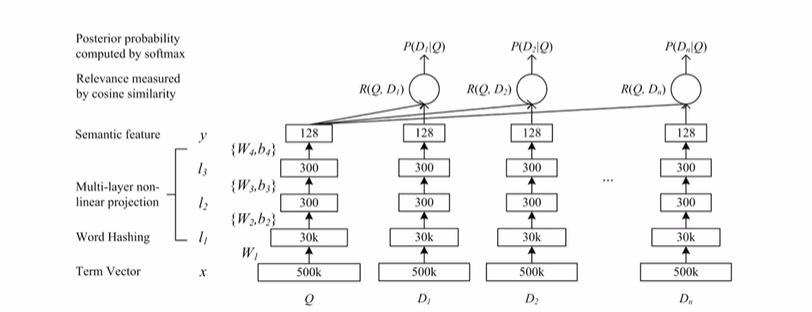 Posterior probability
computed by softmax
P(D₁|Q) P(D₂|Q) P(Dₙ|Q)
Relevance measured
by cosine similarity
R(Q, D₁) R(Q, D₂) R(Q, Dₙ)
Semantic feature y 128 128 128 128
{W₄,b₄}
l₃ 300 300 300 300
{W₃,b₃}
...
Multi-layer non-
linear projection
l₂ 300 300 300 300
{W₂,b₂}
Word Hashing l₁ 30k 30k 30k 30k
W₁
Term Vector x 500k 500k 500k 500k
Q D₁ D₂ Dₙ